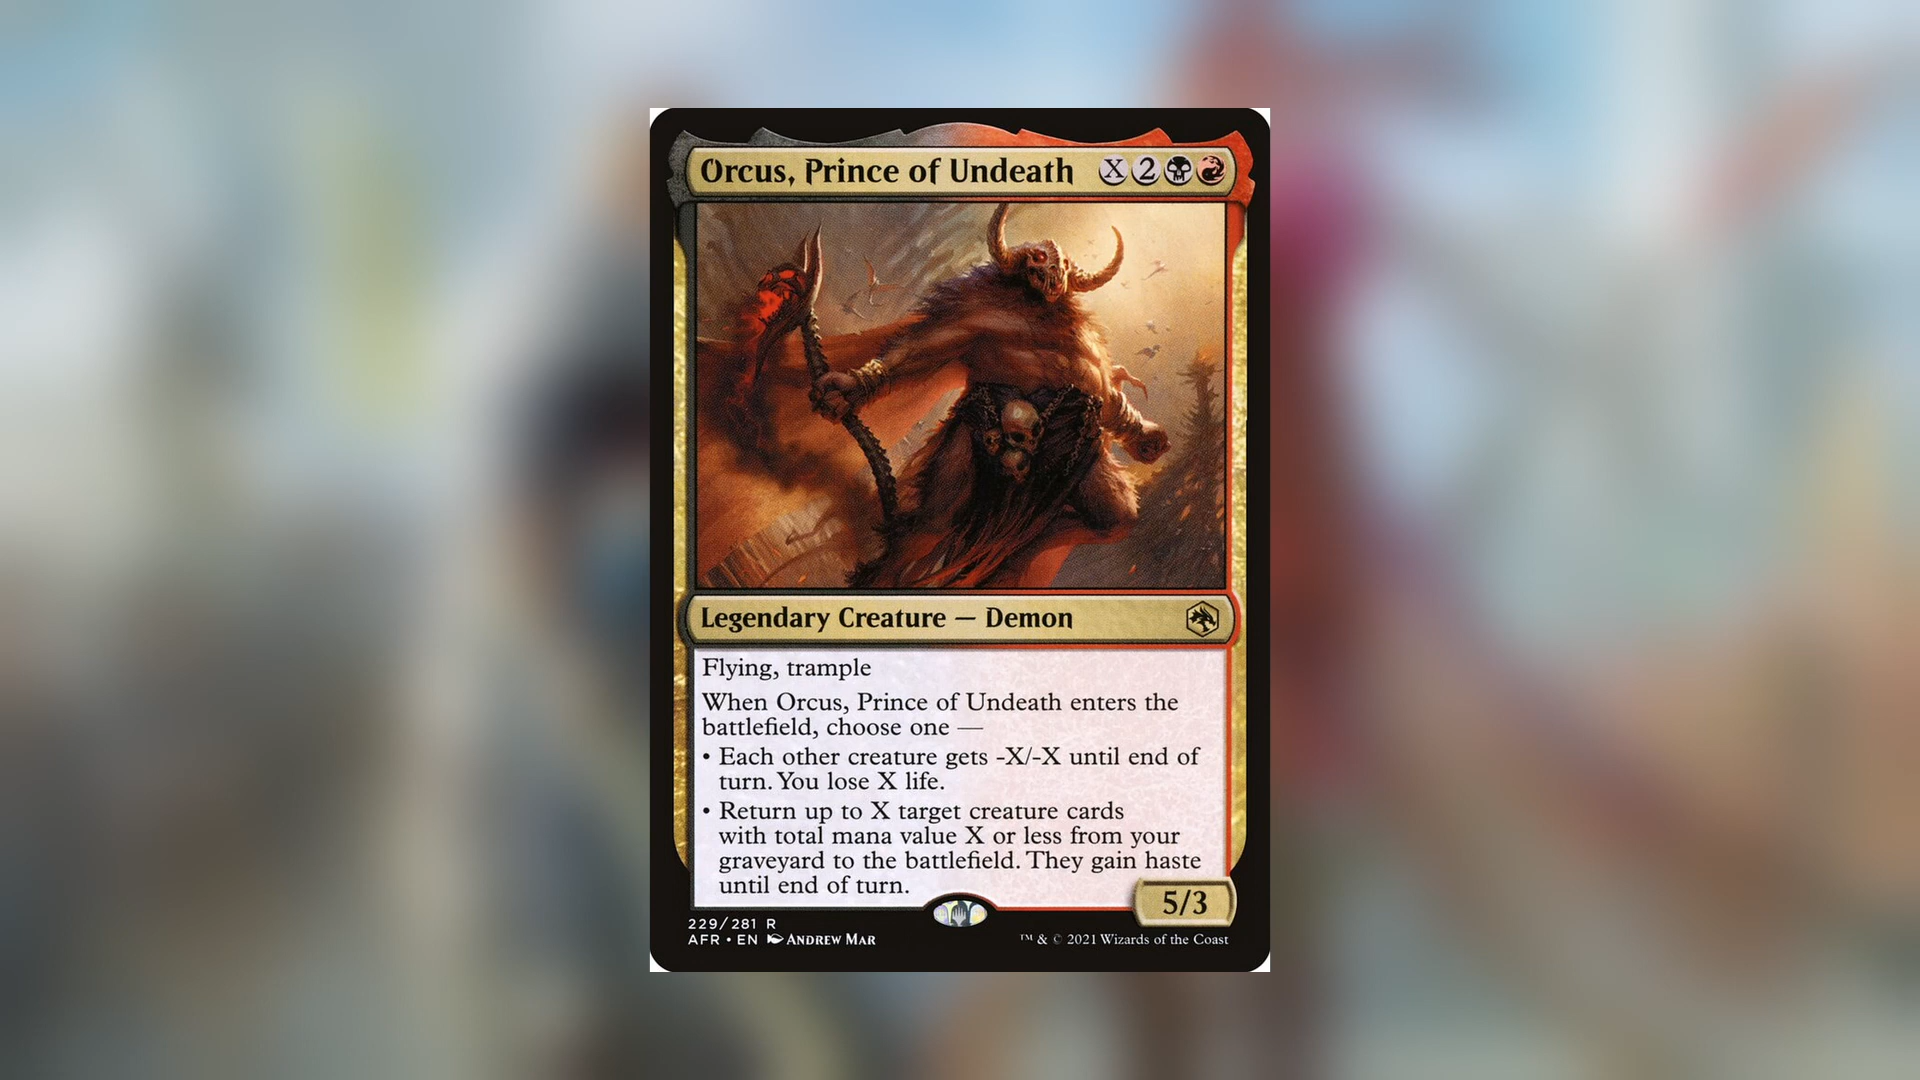 Orcus, Prince of Undeath X2
Legendary Creature — Demon
Flying, trample
When Orcus, Prince of Undeath enters the
battlefield, choose one —
• Each other creature gets -X/-X until end of
turn. You lose X life.
• Return up to X target creature cards
with total mana value X or less from your
graveyard to the battlefield. They gain haste
until end of turn.
5/3
229/281 R
AFR • EN Andrew Mar
™ & © 2021 Wizards of the Coast